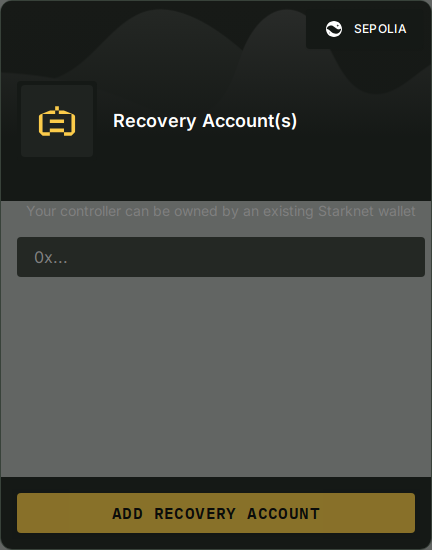 SEPOLIA
Recovery Account(s)
Your controller can be owned by an existing Starknet wallet
0x...
ADD RECOVERY ACCOUNT